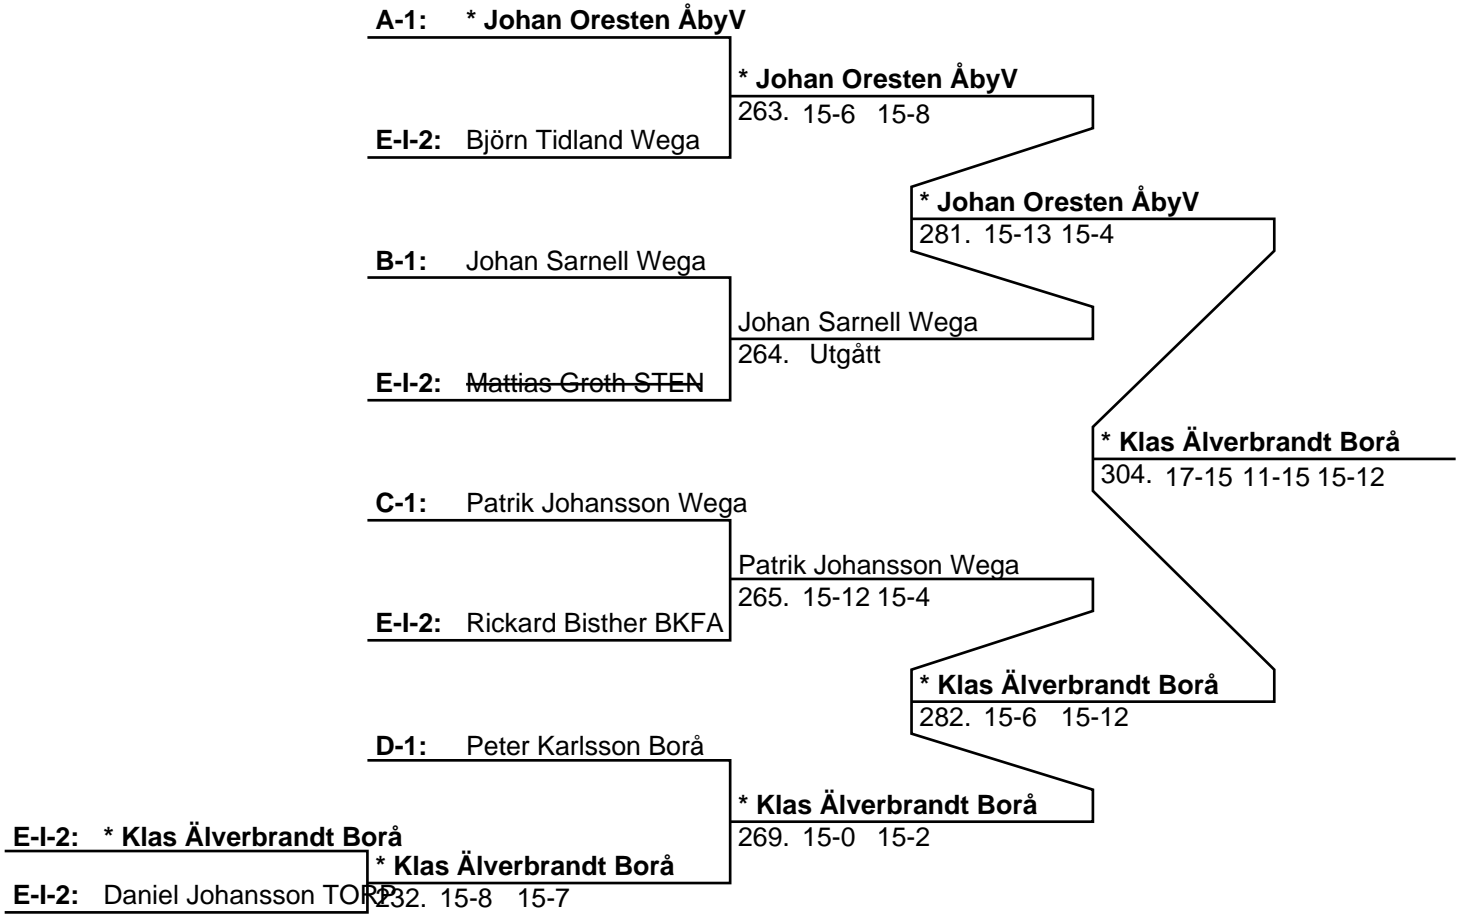 A-1: * Johan Oresten ÅbyV
* Johan Oresten ÅbyV
263. 15-6 15-8
E-I-2: Björn Tidland Wega
* Johan Oresten ÅbyV
281. 15-13 15-4
B-1: Johan Sarnell Wega
Johan Sarnell Wega
264. Utgått
E-I-2: Mattias Groth STEN
* Klas Älverbrandt Borå
304. 17-15 11-15 15-12
C-1: Patrik Johansson Wega
Patrik Johansson Wega
265. 15-12 15-4
E-I-2: Rickard Bisther BKFA
* Klas Älverbrandt Borå
282. 15-6 15-12
D-1: Peter Karlsson Borå
* Klas Älverbrandt Borå
269. 15-0 15-2
E-I-2: * Klas Älverbrandt Borå
* Klas Älverbrandt Borå
E-I-2: Daniel Johansson TORP
232. 15-8 15-7